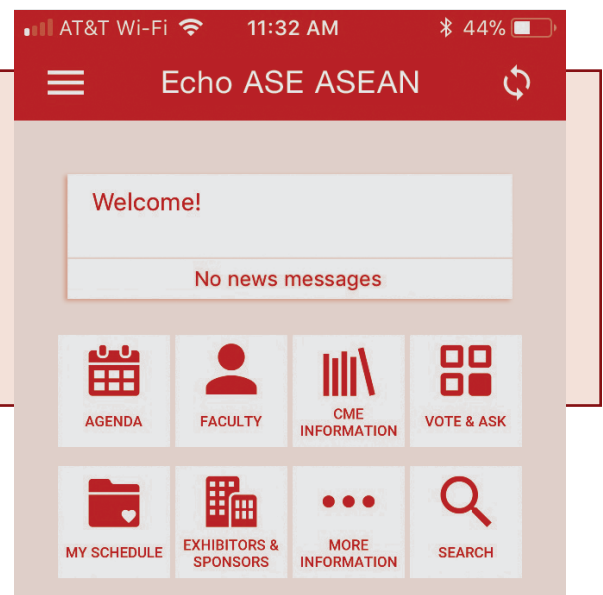 AT&T Wi-Fi 11:32 AM 44%
Echo ASE ASEAN
Welcome!
No news messages
AGENDA
FACULTY
CME
INFORMATION
VOTE & ASK
MY SCHEDULE
EXHIBITORS &
SPONSORS
MORE
INFORMATION
SEARCH